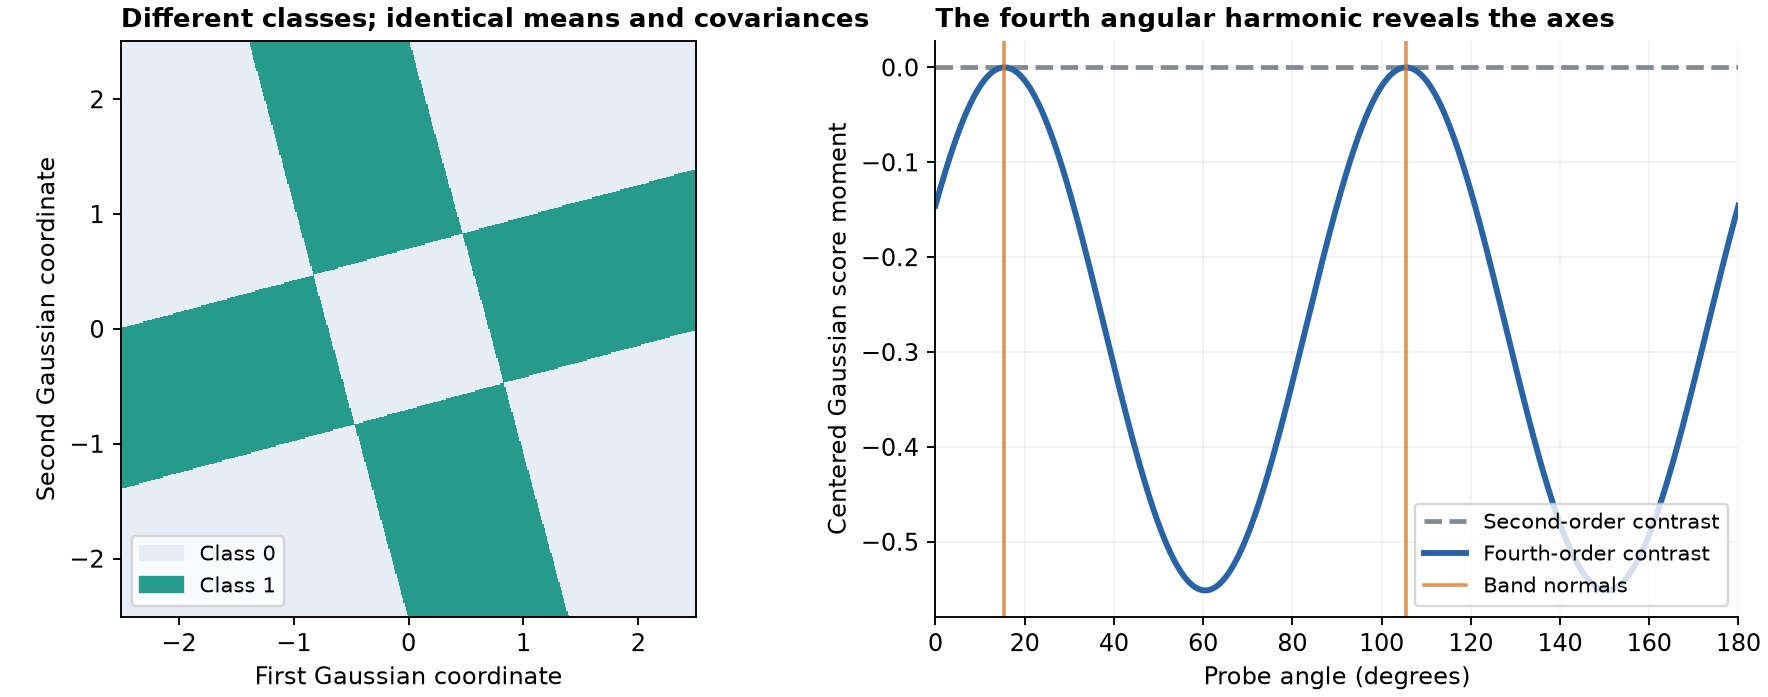 Different classes; identical means and covariances
Second Gaussian coordinate
2
1
0
−1
−2
Class 0
Class 1
−2
−1
0
1
2
First Gaussian coordinate
The fourth angular harmonic reveals the axes
Centered Gaussian score moment
0.0
−0.1
−0.2
−0.3
−0.4
−0.5
Second-order contrast
Fourth-order contrast
Band normals
0
20
40
60
80
100
120
140
160
180
Probe angle (degrees)